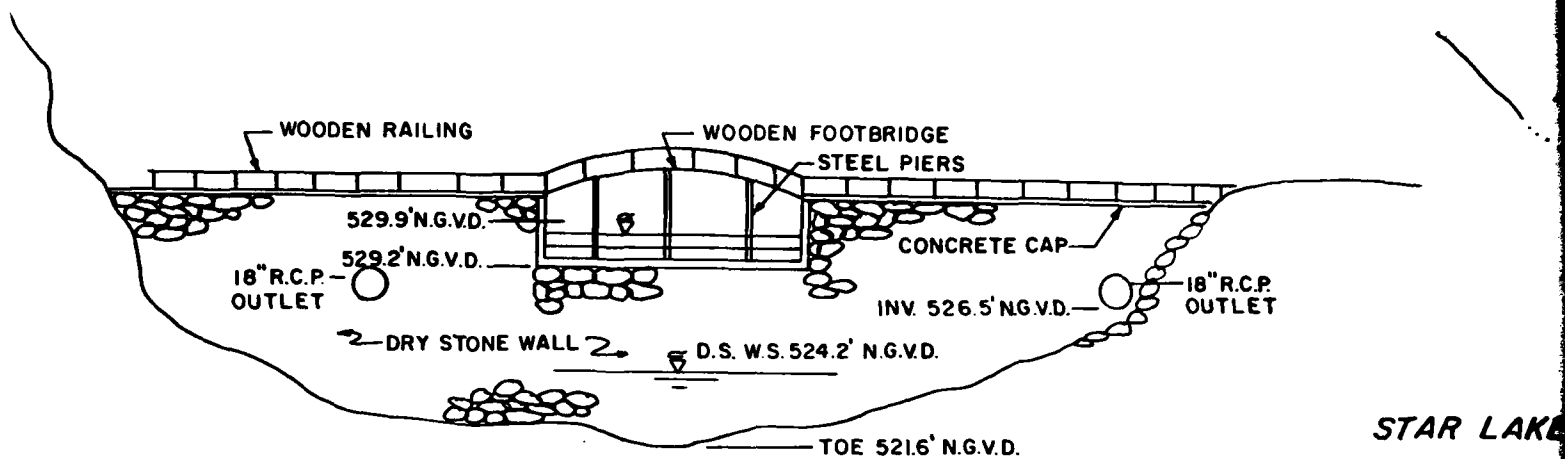 WOODEN RAILING
WOODEN FOOTBRIDGE
STEEL PIERS
529.9' N.G.V.D.
CONCRETE CAP
529.2' N.G.V.D.
18" R.C.P.
OUTLET
18" R.C.P.
OUTLET
INV. 526.5' N.G.V.D.
DRY STONE WALL
D.S. W.S. 524.2' N.G.V.D.
TOE 521.6' N.G.V.D.
STAR LAKE